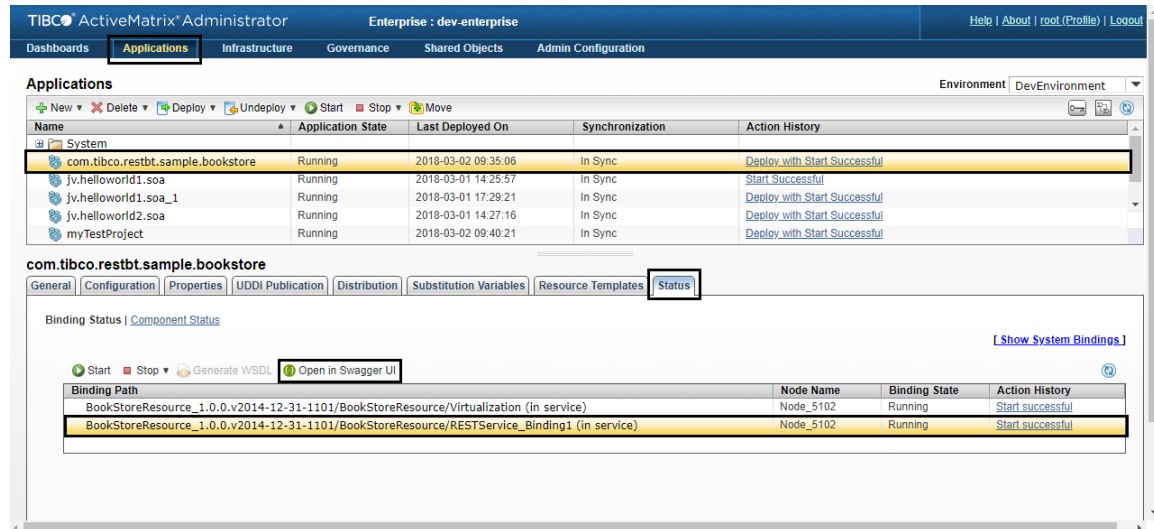 TIBCO® ActiveMatrix® Administrator Enterprise : dev-enterprise Help | About | root (Profile) | Logout
Dashboards Applications Infrastructure Governance Shared Objects Admin Configuration
Applications Environment DevEnvironment
New Delete Deploy Undeploy Start Stop Move
Name Application State Last Deployed On Synchronization Action History
System
com.tibco.restbt.sample.bookstore Running 2018-03-02 09:35:06 In Sync Deploy with Start Successful
jv.helloworld1.soa Running 2018-03-01 14:25:57 In Sync Start Successful
jv.helloworld1.soa_1 Running 2018-03-01 17:29:21 In Sync Deploy with Start Successful
jv.helloworld2.soa Running 2018-03-01 14:27:16 In Sync Deploy with Start Successful
myTestProject Running 2018-03-02 09:40:21 In Sync Deploy with Start Successful
com.tibco.restbt.sample.bookstore
General Configuration Properties UDDI Publication Distribution Substitution Variables Resource Templates Status
Binding Status | Component Status
[ Show System Bindings ]
Start Stop Generate WSDL Open in Swagger UI
Binding Path Node Name Binding State Action History
BookStoreResource_1.0.0.v2014-12-31-1101/BookStoreResource/Virtualization (in service) Node_5102 Running Start successful
BookStoreResource_1.0.0.v2014-12-31-1101/BookStoreResource/RESTService_Binding1 (in service) Node_5102 Running Start successful